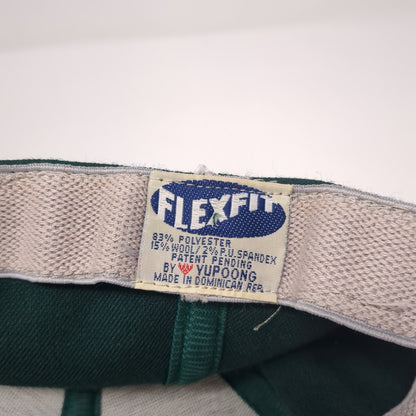 FLEXFIT
83% POLYESTER
15% WOOL/2% P.U.SPANDEX
PATENT PENDING
BY YUPOONG
MADE IN DOMINICAN REP.